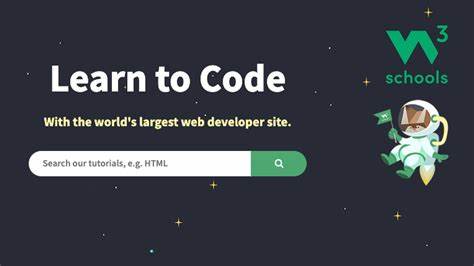 w3
schools
Learn to Code
With the world's largest web developer site.
Search our tutorials, e.g. HTML